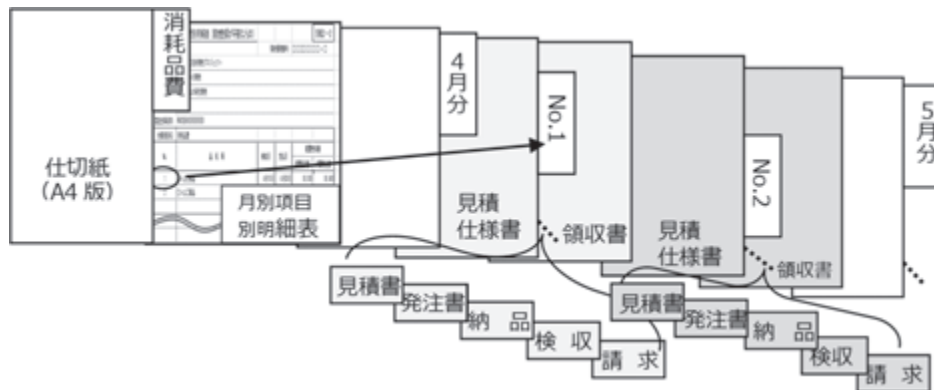 消耗品費
仕切紙
(A4 版)
月別項目
別明細表
4月分
No.1
見積
仕様書
領収書
No.2
見積
仕様書
領収書
5月分
見積書
発注書
納 品
検 収
請 求
見積書
発注書
納 品
検収
請 求